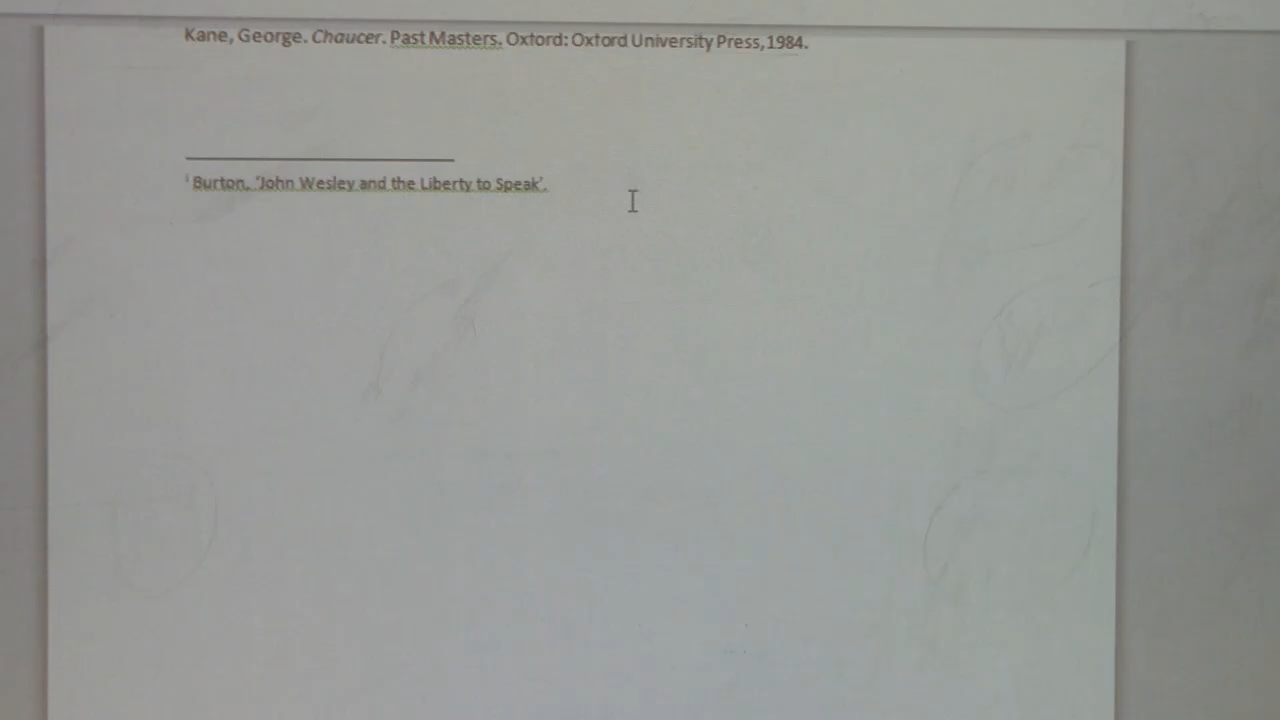 Kane, George. Chaucer. Past Masters. Oxford: Oxford University Press,1984.
i Burton, ‘John Wesley and the Liberty to Speak’.